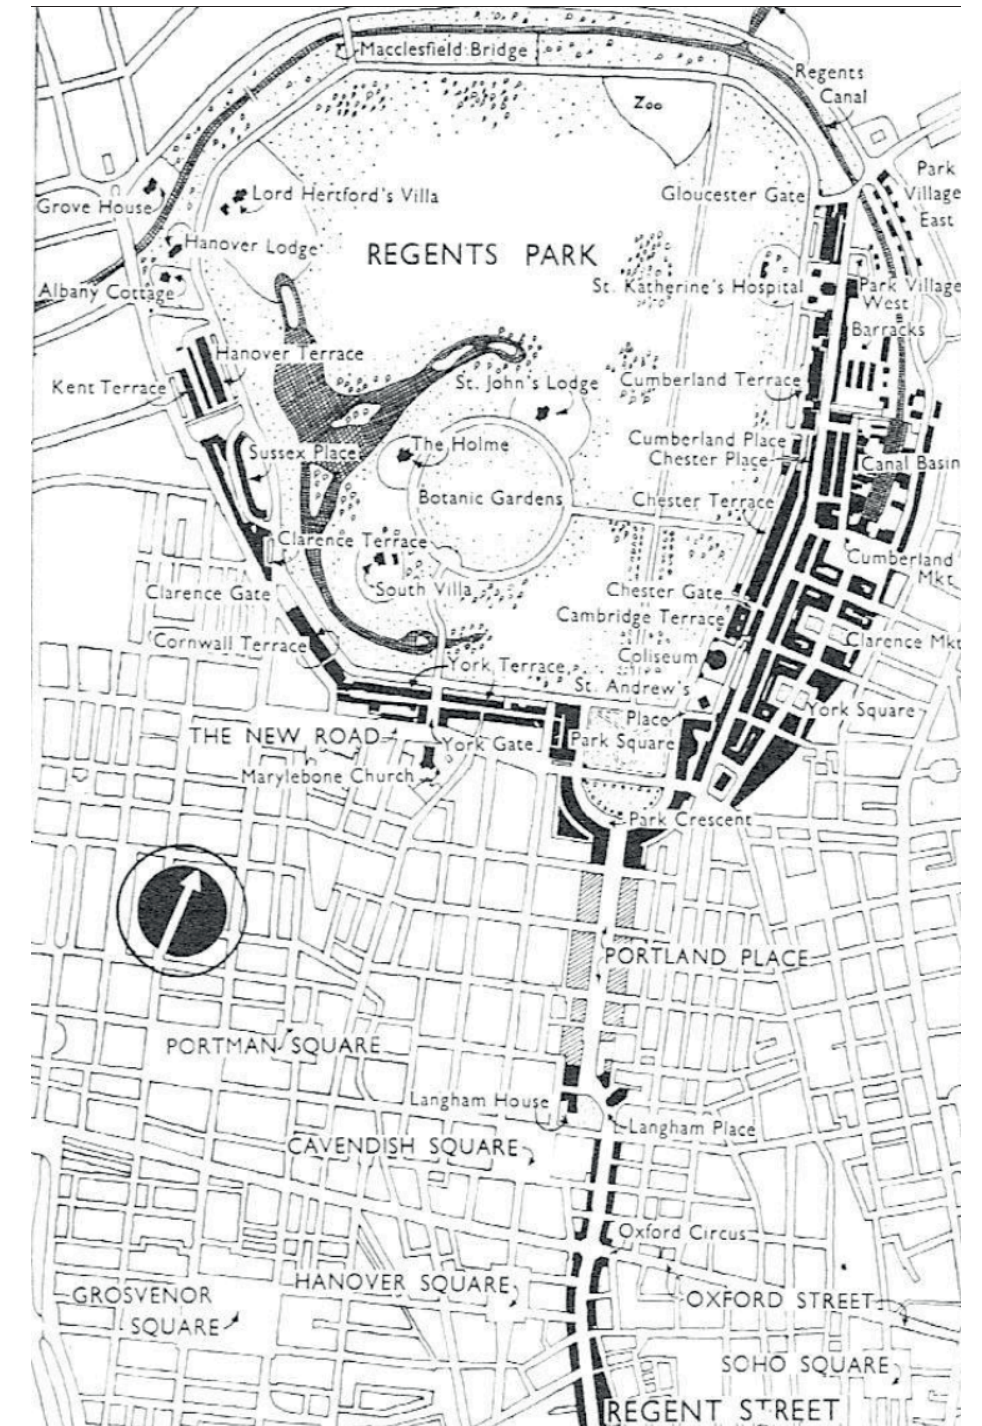 Macclesfield Bridge
Regents
Canal
Zoo
Park
Village
East
Gloucester Gate
Grove House
Lord Hertford's Villa
Hanover Lodge
REGENTS PARK
St. Katherine's Hospital
Park Village
West
Albany Cottage
Barracks
Hanover Terrace
Kent Terrace
St. John's Lodge
Cumberland Terrace
Sussex Place
The Holme
Cumberland Place
Chester Place
Canal Basin
Botanic Gardens
Chester Terrace
Clarence Terrace
Cumberland
Mkt
Clarence Gate
South Villa
Chester Gate
Cambridge Terrace
Cornwall Terrace
Clarence Mkt
Coliseum
York Terrace
St. Andrew's
Place
York Square
THE NEW ROAD
York Gate
Park Square
Marylebone Church
Park Crescent
PORTLAND PLACE
PORTMAN SQUARE
Langham House
Langham Place
CAVENDISH SQUARE
Oxford Circus
HANOVER SQUARE
GROSVENOR
SQUARE
OXFORD STREET
SOHO SQUARE
REGENT STREET